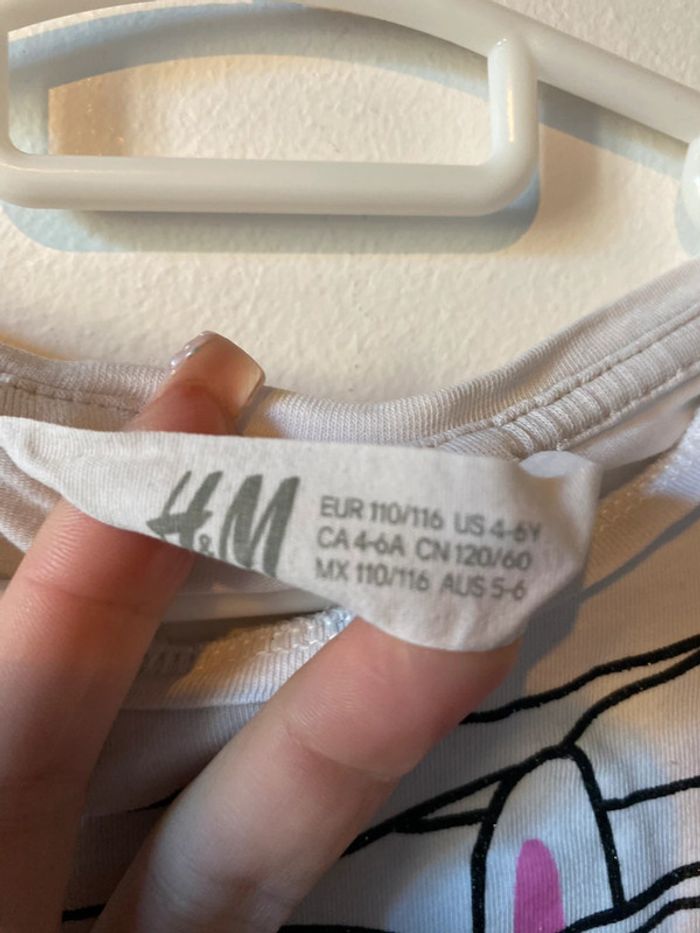 H&M
EUR 110/116 US 4-6Y
CA 4-6A CN 120/60
MX 110/116 AUS 5-6